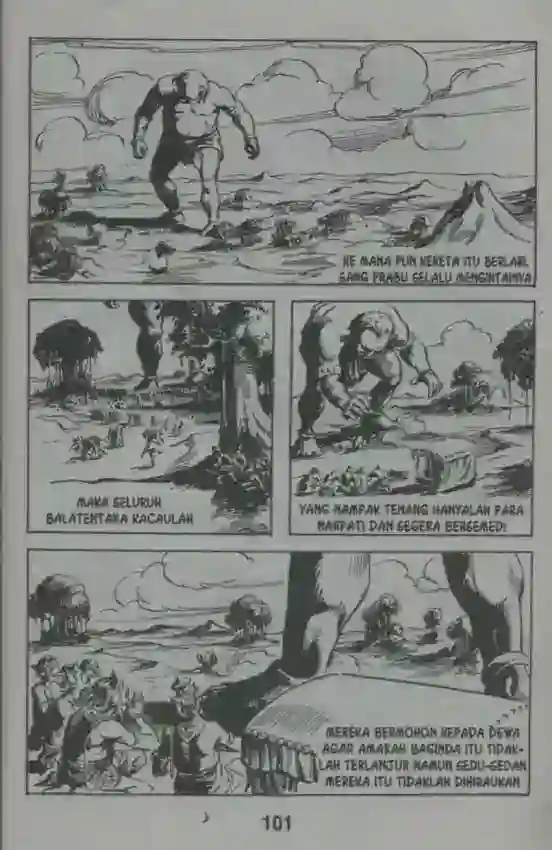 KE MANA PUN KERETA ITU BERLARI,
SANG PRABU SELALU MENGINTAINYA
MAKA SELURUH
BALATENTARA KACAULAH
YANG NAMPAK TENANG HANYALAH PARA
NARPATI DAN SEGERA BERSEMEDI
MEREKA BERMOHON KEPADA DEWA
AGAR AMARAH BAGINDA ITU TIDAK-
LAH TERLANJUR NAMUN SEDU-SEDAN
MEREKA ITU TIDAKLAH DIHIRAUKAN
101